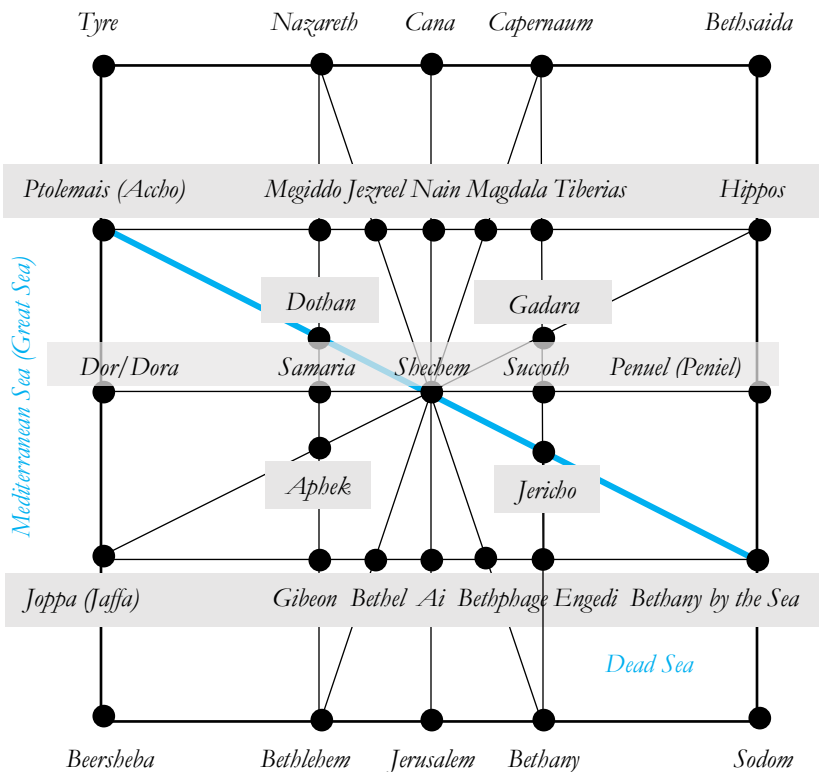 Tyre Nazareth Cana Capernaum Bethsaida
Ptolemais (Accho) Megiddo Jezreel Nain Magdala Tiberias Hippos
Mediterranean Sea (Great Sea)
Dothan Gadara
Dor/Dora Samaria Shechem Succoth Penuel (Peniel)
Aphek Jericho
Joppa (Jaffa) Gibeon Bethel Ai Bethphage Engedi Bethany by the Sea
Dead Sea
Beersheba Bethlehem Jerusalem Bethany Sodom